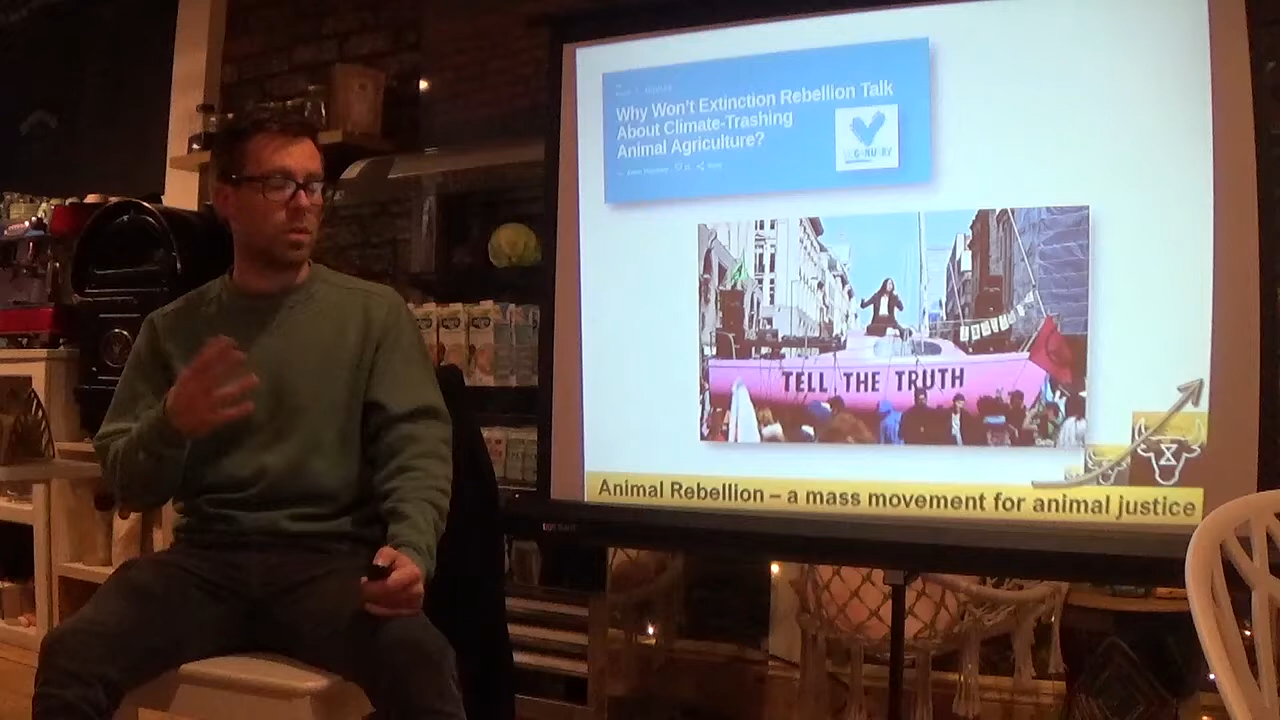 Why Won't Extinction Rebellion Talk
About Climate-Trashing
Animal Agriculture?
TELL THE TRUTH
Animal Rebellion – a mass movement for animal justice